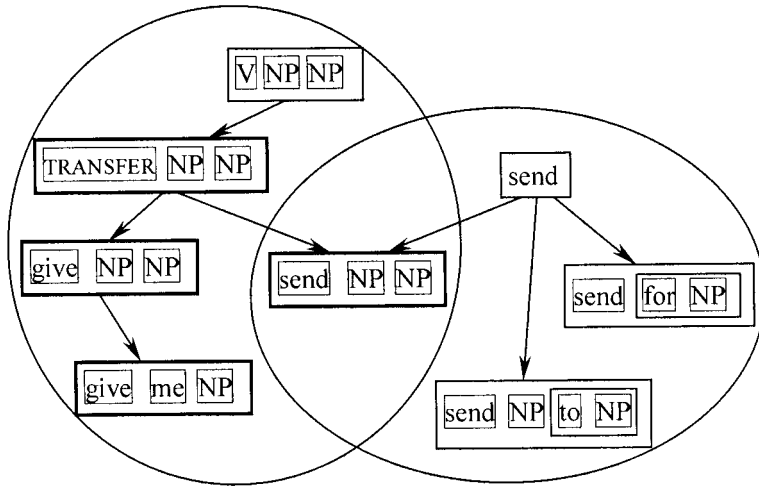 V NP NP
TRANSFER NP NP
send
give NP NP
send NP NP
send for NP
give me NP
send NP to NP